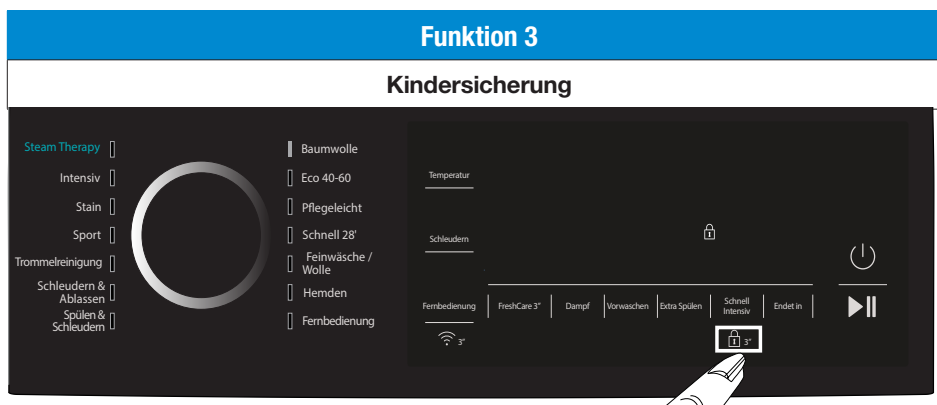 Funktion 3
Kindersicherung
Steam Therapy
Intensiv
Stain
Sport
Trommelreinigung
Schleudern &
Ablassen
Spülen &
Schleudern
Baumwolle
Eco 40-60
Pflegeleicht
Schnell 28'
Feinwäsche /
Wolle
Hemden
Fernbedienung
Temperatur
Schleudern
Fernbedienung
FreshCare 3"
Dampf
Vorwaschen
Extra Spülen
Schnell
Intensiv
Endet in
3"
3"